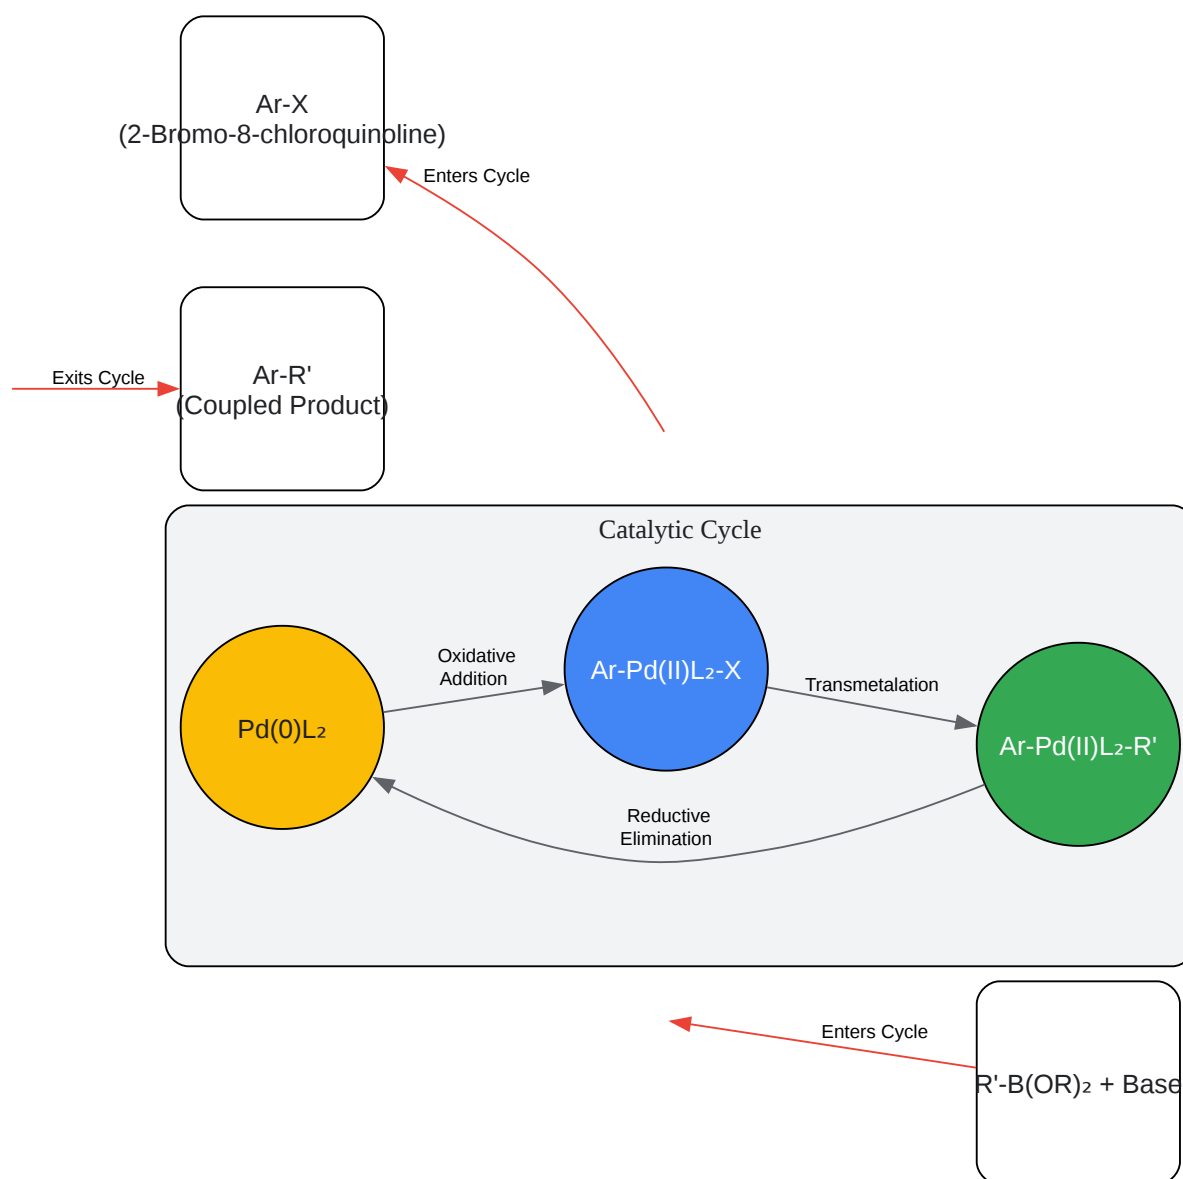 Ar-X
(2-Bromo-8-chloroquinoline)
Enters Cycle
Exits Cycle
Ar-R'
(Coupled Product)
Catalytic Cycle
Oxidative
Addition
Ar-Pd(II)L₂-X
Transmetalation
Pd(0)L₂
Ar-Pd(II)L₂-R'
Reductive
Elimination
Enters Cycle
R'-B(OR)₂ + Base